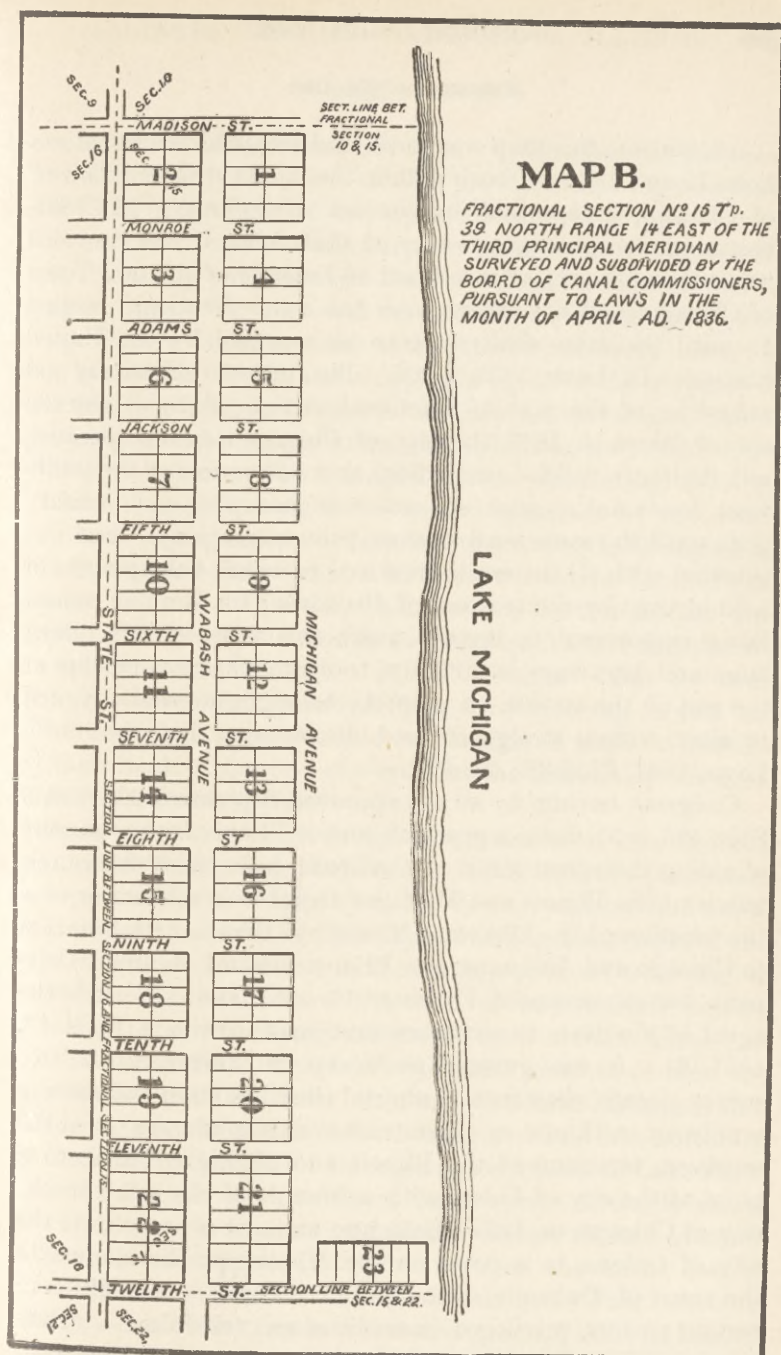 SEC. 9
SEC. 10
SECT. LINE BET.
FRACTIONAL
SECTION
10 & 15.
MADISON ST.
SEC. 16
SEC. 15
2
1
MAP B.
FRACTIONAL SECTION Nº 15 Tp.
39 NORTH RANGE 14 EAST OF THE
THIRD PRINCIPAL MERIDIAN
SURVEYED AND SUBDIVIDED BY THE
BOARD OF CANAL COMMISSIONERS,
PURSUANT TO LAWS IN THE
MONTH OF APRIL AD. 1836.
MONROE ST.
3
4
ADAMS ST.
6
5
JACKSON ST.
7
8
FIFTH ST.
10
9
STATE ST.
WABASH AVENUE
MICHIGAN AVENUE
LAKE MICHIGAN
SIXTH ST.
11
12
SEVENTH ST.
14
13
SECTION LINE BETWEEN SECTION 16 AND FRACTIONAL SECTION 15
EIGHTH ST
15
16
NINTH ST.
18
17
TENTH ST.
19
20
ELEVENTH ST.
22
21
SEC. 15
23
SEC. 16
TWELFTH ST. SECTION LINE BETWEEN
SEC. 15 & 22.
SEC. 21
SEC. 22.